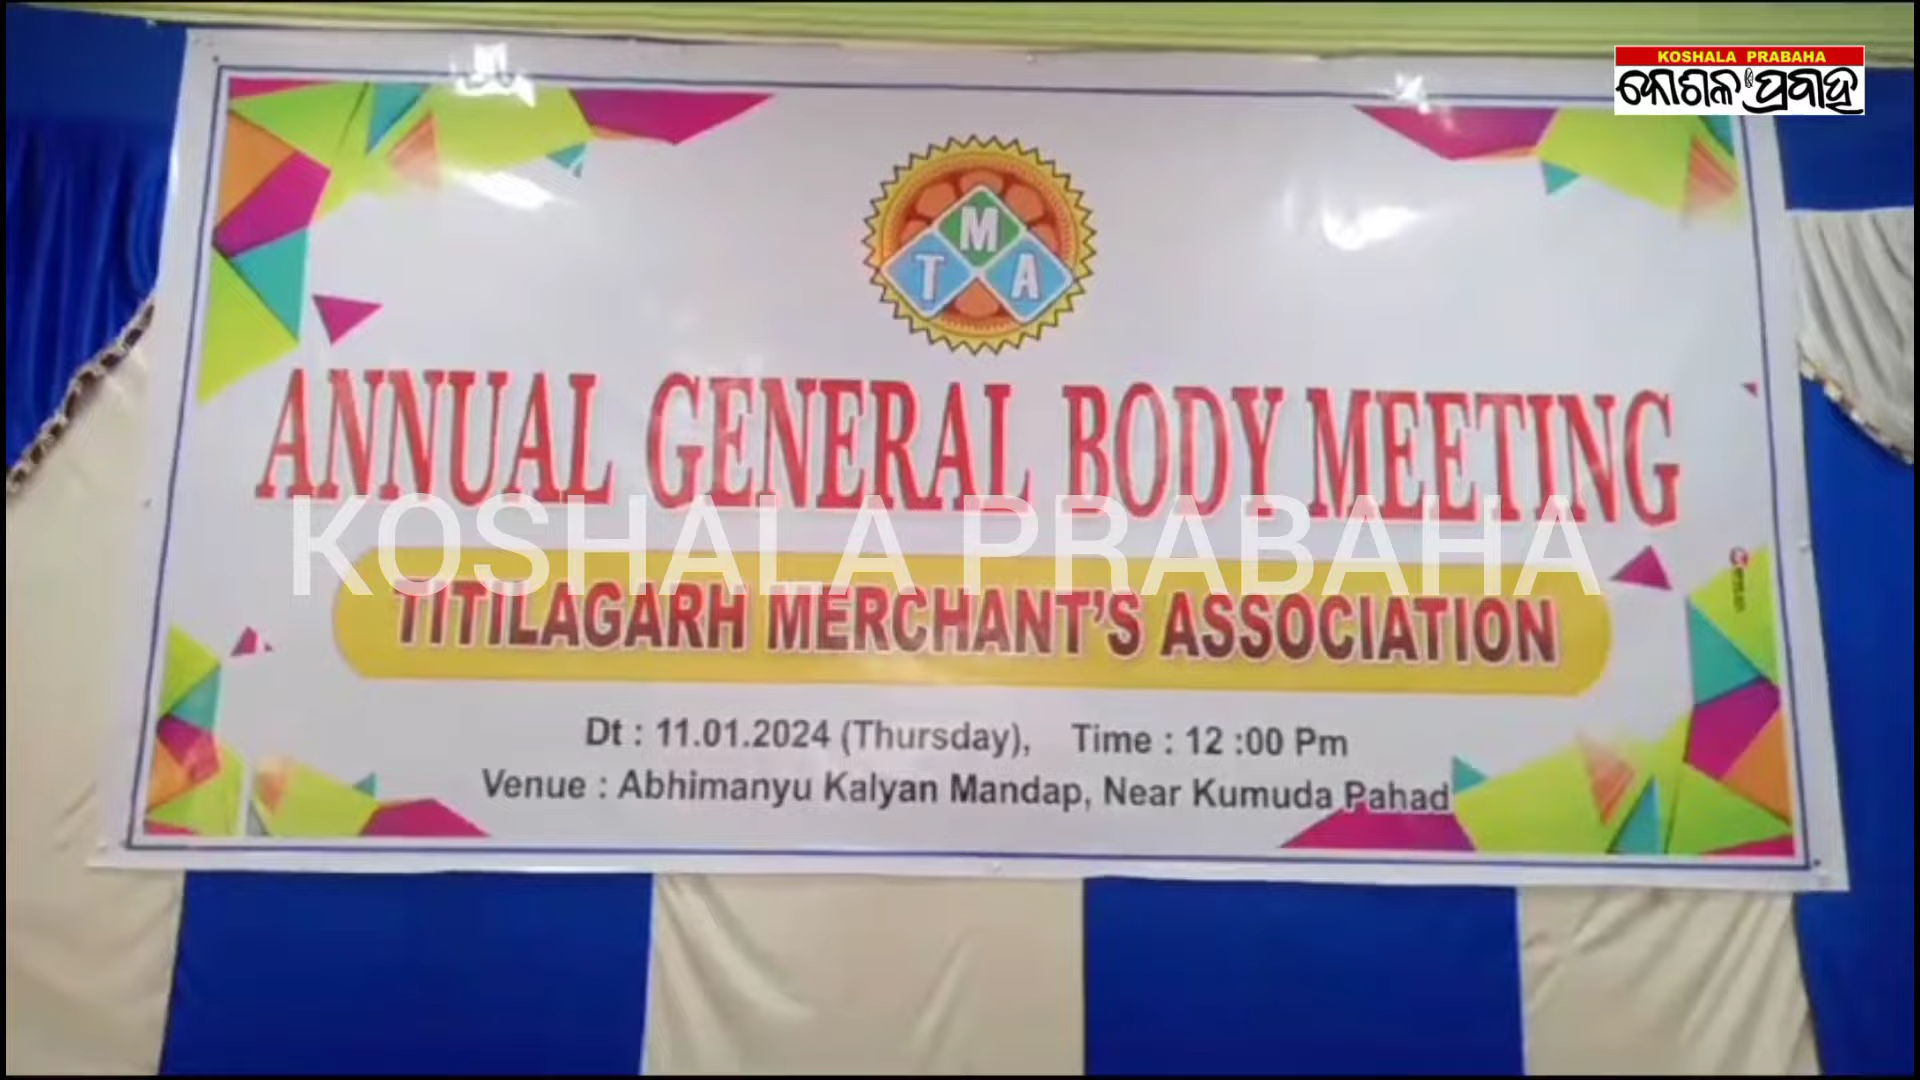 KOSHALA PRABAHA
କୋଶଳ ପ୍ରବାହ
M
T A
ANNUAL GENERAL BODY MEETING
KOSHALA PRABAHA
TITILAGARH MERCHANT'S ASSOCIATION
Dt : 11.01.2024 (Thursday), Time : 12 :00 Pm
Venue : Abhimanyu Kalyan Mandap, Near Kumuda Pahad